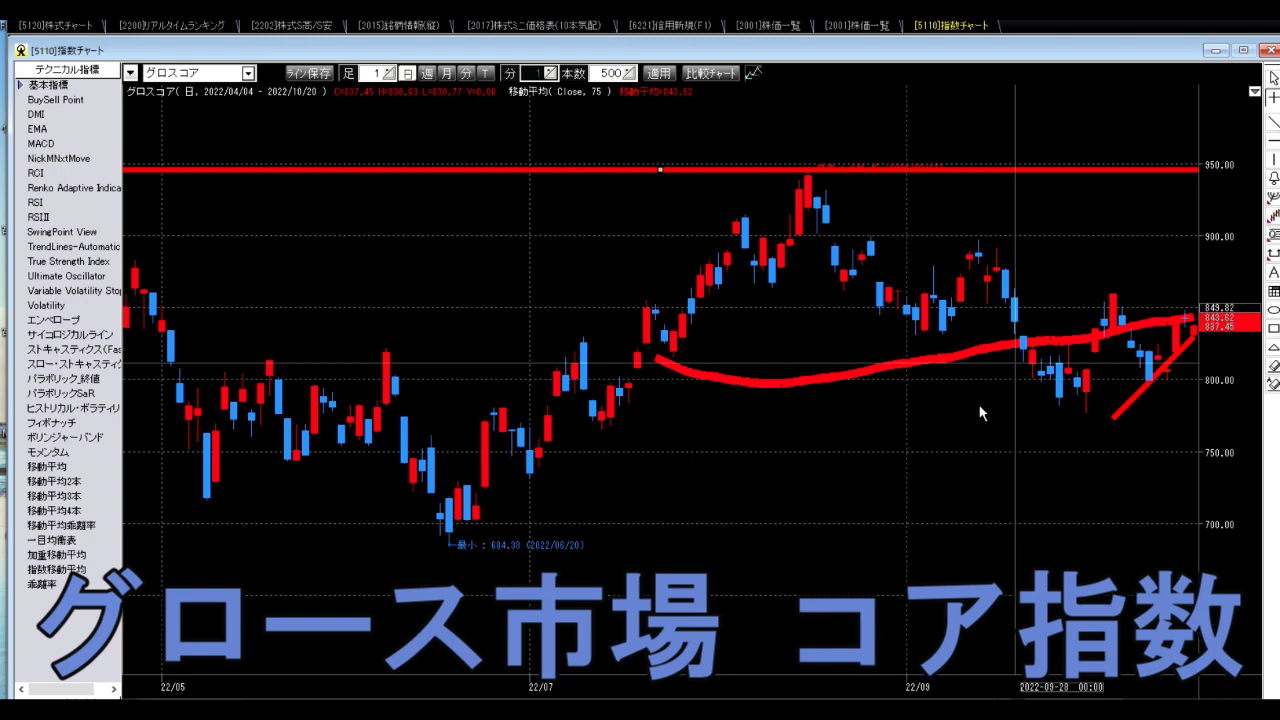 [5120]株式チャート [2200]リアルタイムランキング [2202]株式S高/S安 [2015]銘柄情報(縦) [2017]株式ミニ価格表(10本気配) [6221]信用新規(F1) [2001]株価一覧 [2001]株価一覧 [5110]指数チャート
[5110]指数チャート
テクニカル指標 グロスコア ライン保存 足 1 日 週 月 分 T 分 1 本数 500 適用 比較チャート
グロスコア( 日, 2022/04/04 - 2022/10/20 ) C=837.45 H=838.63 L=830.77 V=0.00 移動平均( Close, 75 ) 移動平均=843.62
基本指標
BuySell Point
DMI
EMA
MACD
NickMNxtMove
RCI
Renko Adaptive Indica
RSI
RSIⅡ
SwingPoint View
TrendLines-Automatic
True Strength Index
Ultimate Oscillator
Variable Volatility Stop
Volatility
エンベロープ
サイコロジカルライン
ストキャスティクス(Fas
スロー・ストキャスティク
パラボリック,終値
パラボリックSaR
ヒストリカル・ボラティリ
フィボナッチ
ボリンジャーバンド
モメンタム
移動平均
移動平均2本
移動平均3本
移動平均4本
移動平均乖離率
一目均衡表
加重移動平均
指数移動平均
乖離率
950.00
900.00
849.82
843.62
837.45
800.00
750.00
700.00
最小 : 684.38 (2022/06/20)
グロース市場 コア指数
22/05 22/07 22/09 2022-09-28 00:00